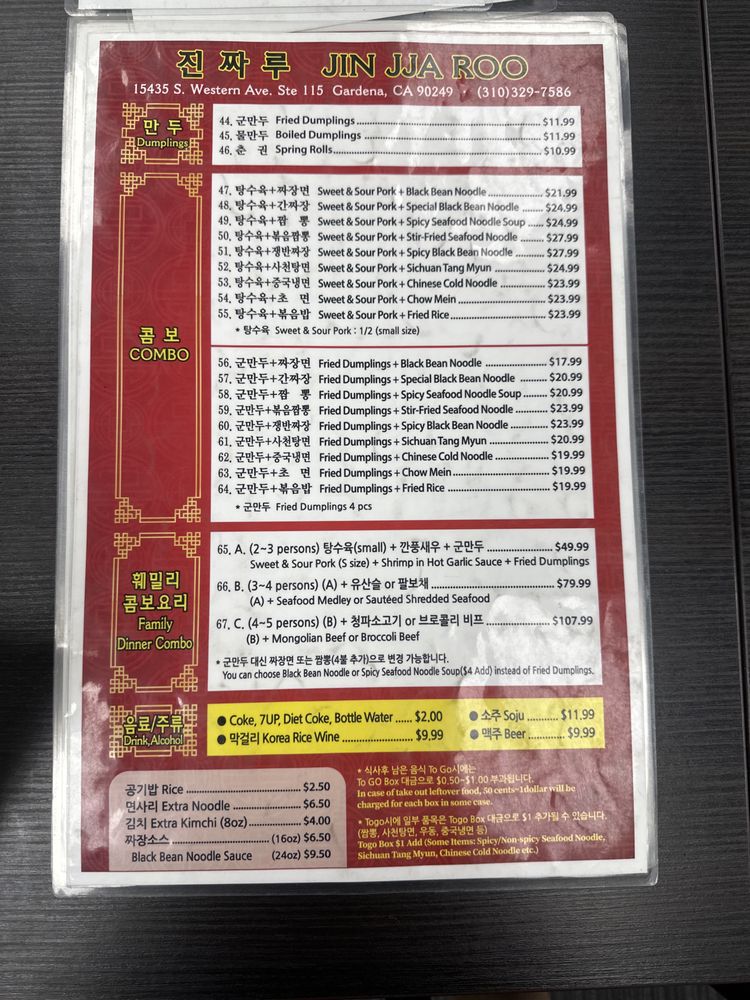 진짜루 JIN JJA ROO
15435 S. Western Ave. Ste 115 Gardena, CA 90249 · (310)329-7586
만두
Dumplings
44. 군만두 Fried Dumplings $11.99
45. 물만두 Boiled Dumplings $11.99
46. 춘 권 Spring Rolls $10.99
콤보
COMBO
47. 탕수육+짜장면 Sweet & Sour Pork + Black Bean Noodle $21.99
48. 탕수육+간짜장 Sweet & Sour Pork + Special Black Bean Noodle $24.99
49. 탕수육+짬 뽕 Sweet & Sour Pork + Spicy Seafood Noodle Soup $24.99
50. 탕수육+볶음짬뽕 Sweet & Sour Pork + Stir-Fried Seafood Noodle $27.99
51. 탕수육+쟁반짜장 Sweet & Sour Pork + Spicy Black Bean Noodle $27.99
52. 탕수육+사천탕면 Sweet & Sour Pork + Sichuan Tang Myun $24.99
53. 탕수육+중국냉면 Sweet & Sour Pork + Chinese Cold Noodle $23.99
54. 탕수육+초 면 Sweet & Sour Pork + Chow Mein $23.99
55. 탕수육+볶음밥 Sweet & Sour Pork + Fried Rice $23.99
* 탕수육 Sweet & Sour Pork : 1/2 (small size)
56. 군만두+짜장면 Fried Dumplings + Black Bean Noodle $17.99
57. 군만두+간짜장 Fried Dumplings + Special Black Bean Noodle $20.99
58. 군만두+짬 뽕 Fried Dumplings + Spicy Seafood Noodle Soup $20.99
59. 군만두+볶음짬뽕 Fried Dumplings + Stir-Fried Seafood Noodle $23.99
60. 군만두+쟁반짜장 Fried Dumplings + Spicy Black Bean Noodle $23.99
61. 군만두+사천탕면 Fried Dumplings + Sichuan Tang Myun $20.99
62. 군만두+중국냉면 Fried Dumplings + Chinese Cold Noodle $19.99
63. 군만두+초 면 Fried Dumplings + Chow Mein $19.99
64. 군만두+볶음밥 Fried Dumplings + Fried Rice $19.99
* 군만두 Fried Dumplings 4 pcs
훼밀리
콤보요리
Family
Dinner Combo
65. A. (2~3 persons) 탕수육(small) + 깐풍새우 + 군만두 $49.99
Sweet & Sour Pork (S size) + Shrimp in Hot Garlic Sauce + Fried Dumplings
66. B. (3~4 persons) (A) + 유산슬 or 팔보채 $79.99
(A) + Seafood Medley or Sautéed Shredded Seafood
67. C. (4~5 persons) (B) + 청파소고기 or 브로콜리 비프 $107.99
(B) + Mongolian Beef or Broccoli Beef
* 군만두 대신 짜장면 또는 짬뽕(4불 추가)으로 변경 가능합니다.
You can choose Black Bean Noodle or Spicy Seafood Noodle Soup($4 Add) instead of Fried Dumplings.
음료/주류
Drink,Alcohol
● Coke, 7UP, Diet Coke, Bottle Water $2,00
● 소주 Soju $11.99
● 막걸리 Korea Rice Wine $9.99
● 맥주 Beer $9.99
공기밥 Rice $2.50
면사리 Extra Noodle $6.50
김치 Extra Kimchi (8oz) $4.00
짜장소스 (16oz) $6.50
Black Bean Noodle Sauce (24oz) $9.50
* 식사후 남은 음식 To Go시에는
To GO Box 대금으로 $0.50~$1.00 부과됩니다.
In case of take out leftover food, 50 cents~1dollar will be
charged for each box in some case.
* Togo시에 일부 품목은 Togo Box 대금으로 $1 추가될 수 있습니다.
(짬뽕, 사천탕면, 우동, 중국냉면 등)
Togo Box $1 Add (Some Items: Spicy/Non-spicy Seafood Noodle,
Sichuan Tang Myun, Chinese Cold Noodle etc.)